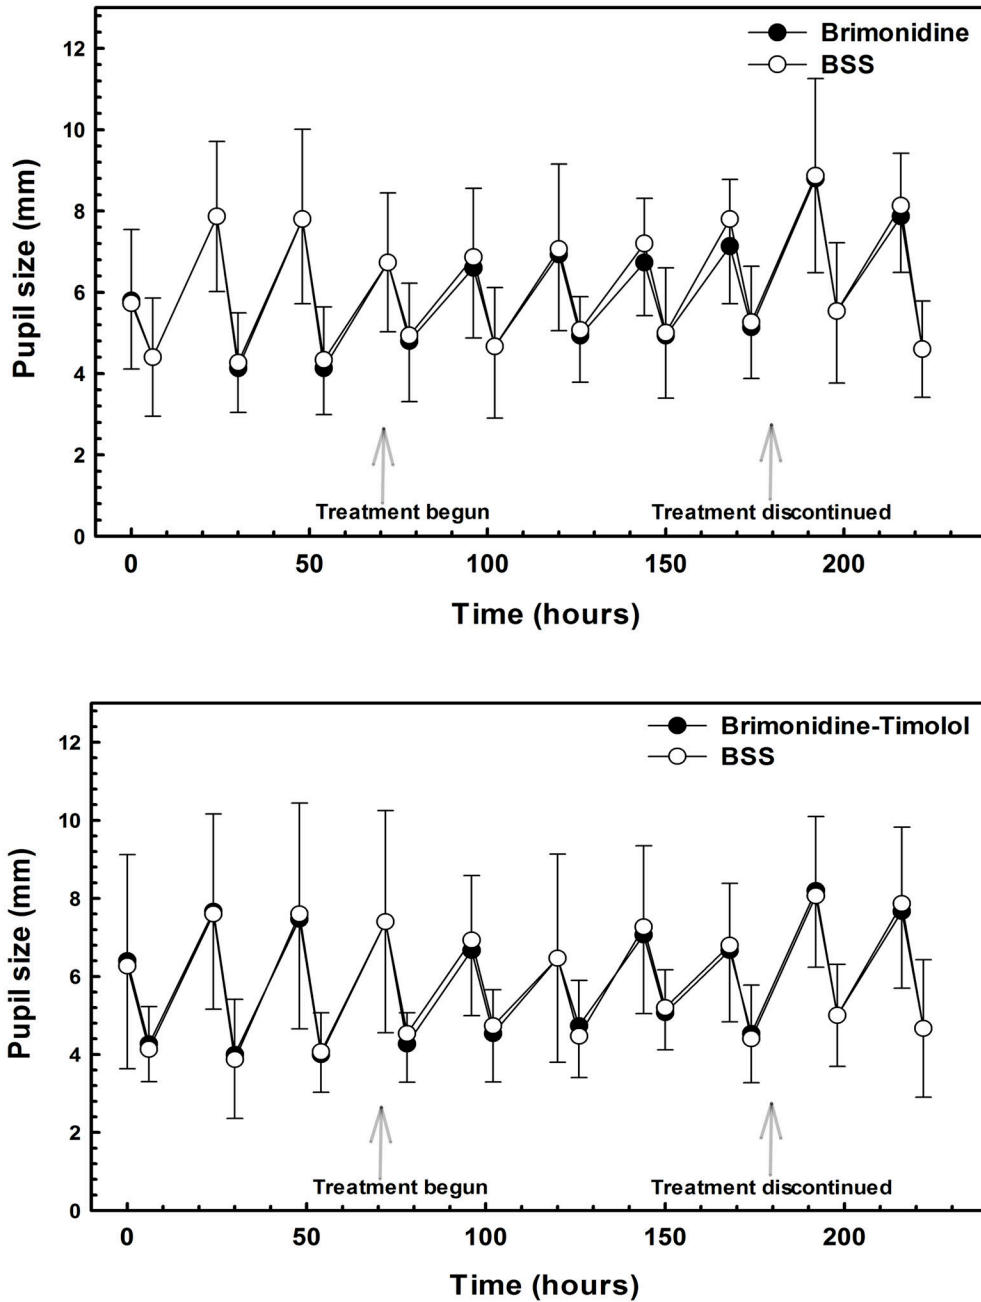 Brimonidine
BSS
Pupil size (mm)
12
10
8
6
4
2
0
Treatment begun
Treatment discontinued
0 50 100 150 200
Time (hours)
Brimonidine-Timolol
BSS
Pupil size (mm)
12
10
8
6
4
2
0
Treatment begun
Treatment discontinued
0 50 100 150 200
Time (hours)